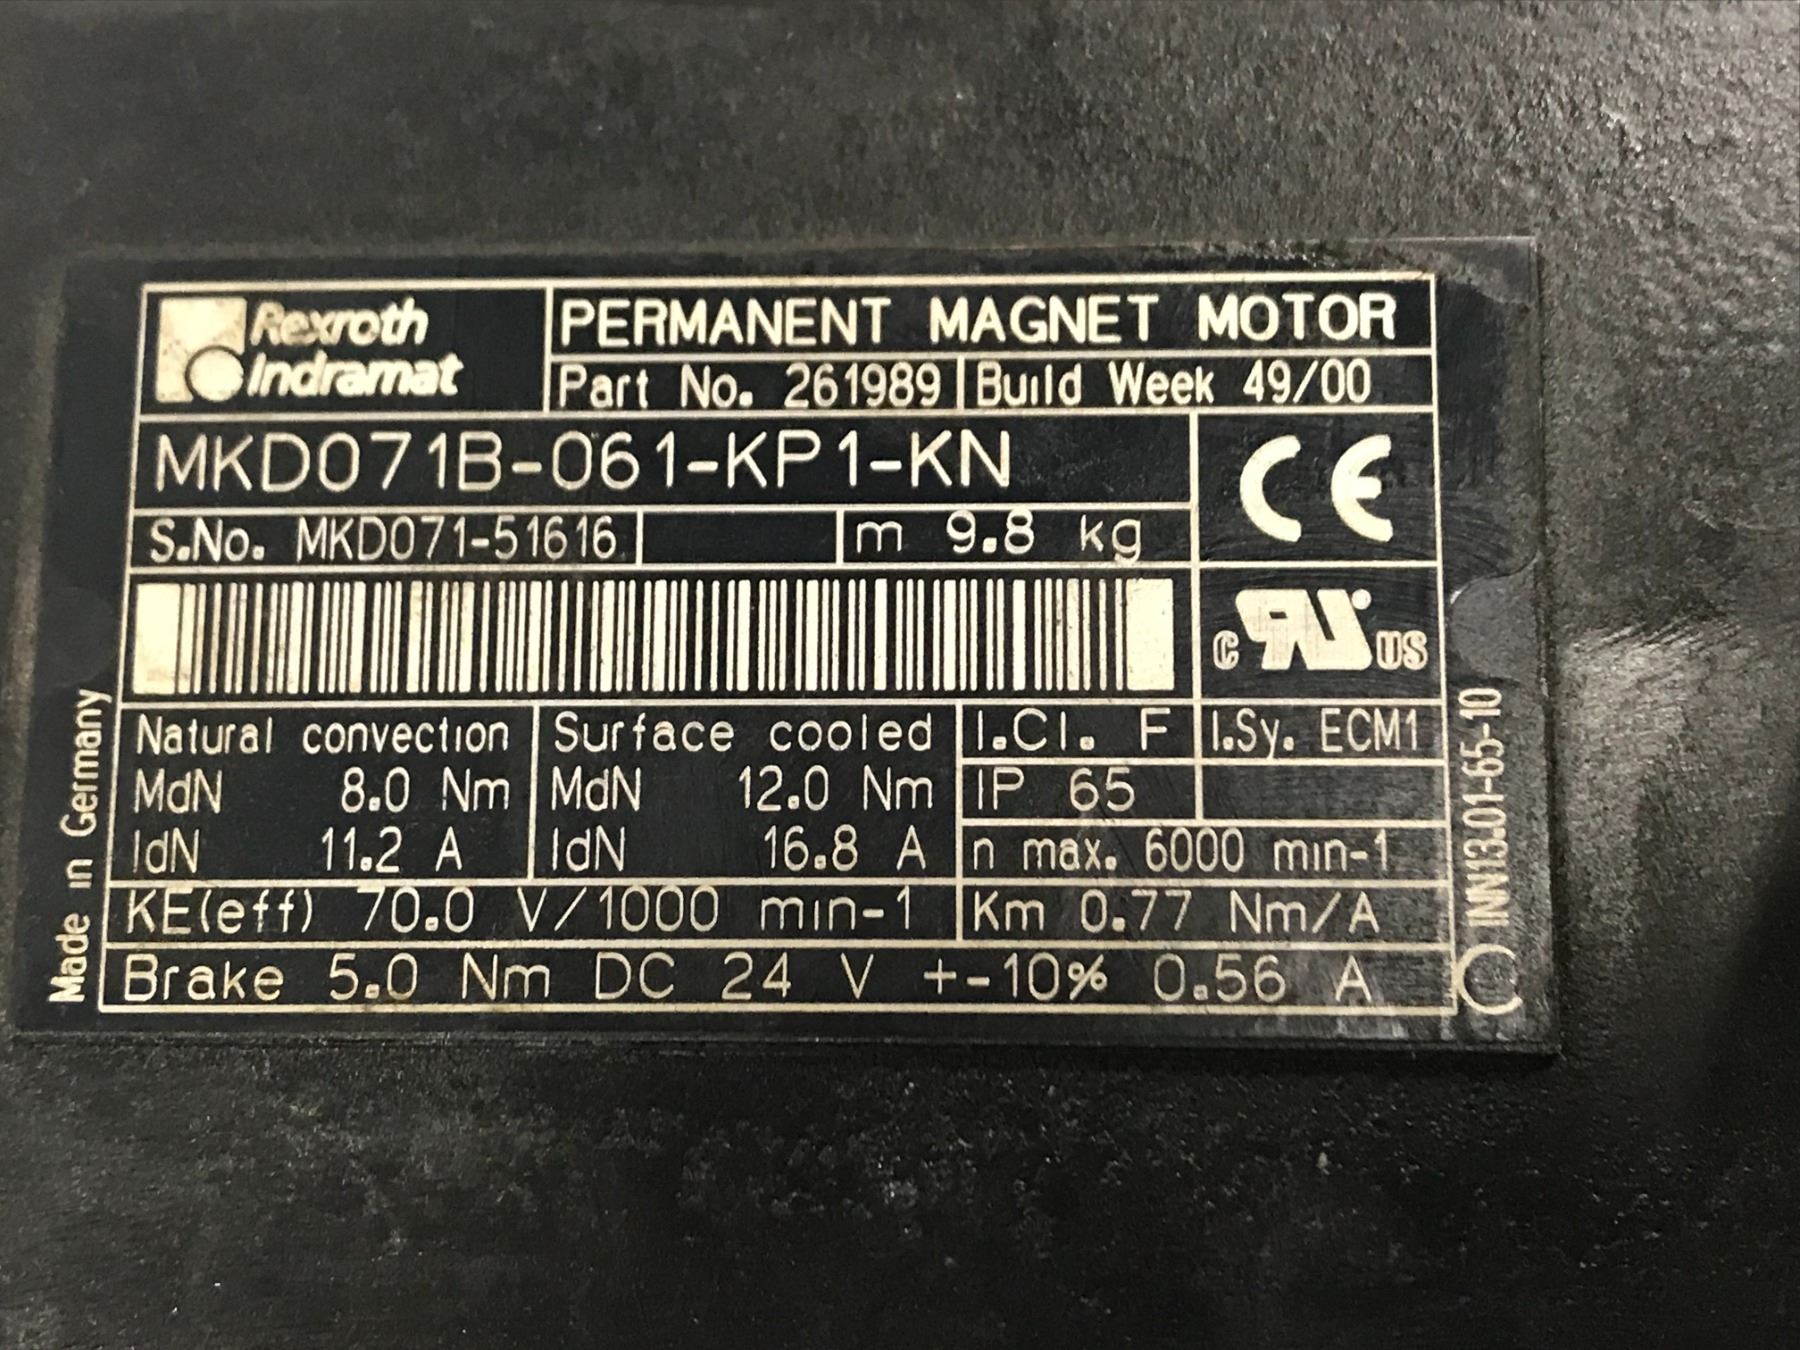 Rexroth
Indramat
PERMANENT MAGNET MOTOR
Part No. 261989
Build Week 49/00
MKD071B-061-KP1-KN
CE
S.No. MKD071-51616
m 9.8 kg
c RU ® US
Natural convection
MdN 8.0 Nm
IdN 11.2 A
Surface cooled
MdN 12.0 Nm
IdN 16.8 A
I.Cl. F
I.Sy. ECM1
IP 65
n max. 6000 min-1
KE(eff) 70.0 V/1000 min-1
Km 0.77 Nm/A
Brake 5.0 Nm DC 24 V +-10% 0.56 A
Made in Germany
INN13.01-65-10